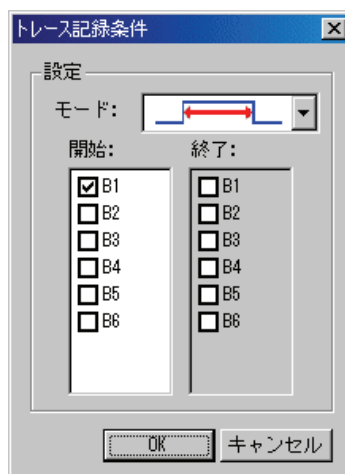 トレース記録条件
設定
モード:
開始: 終了:
B1 B1
B2 B2
B3 B3
B4 B4
B5 B5
B6 B6
OK キャンセル